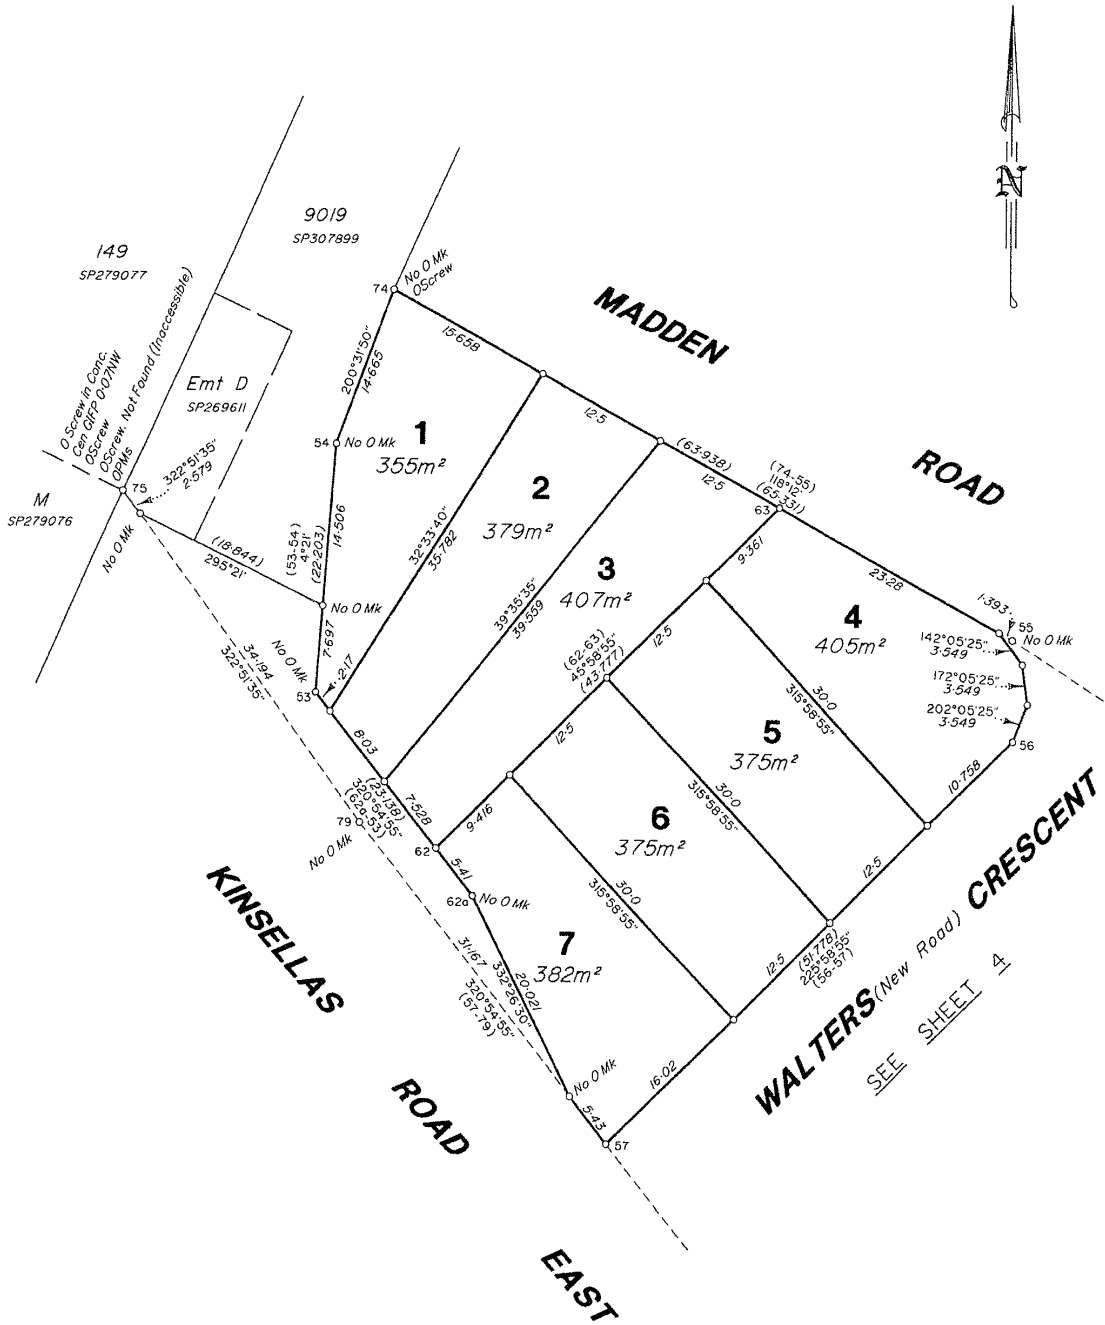 N
9019
SP307899
149
SP279077
No O Mk
OScrew
74
MADDEN
ROAD
15·658
200°31'50"
14·665
O Screw in Conc.
Cen GIFP 0·07NW
OScrew
OScrew. Not Found (Inaccessible)
OPMs
Emt D
SP269611
322°51'35"
2·579
75
M
SP279076
No O Mk
54
No O Mk
1
355m²
12·5
(63-938)
12·5
(74-55)
118°12'
(65·331)
63
2
379m²
32°33'40"
35·782
(53-54)
4°21'
(22·203)
14·506
(18·844)
295°21'
No O Mk
3
407m²
39°35'35"
39·559
9·361
23·28
1·393
55
No O Mk
142°05'25"
3·549
172°05'25"
3·549
202°05'25"
3·549
56
4
405m²
30·0
315°58'55"
10·758
7·697
No O Mk
·217
53
34·194
322°51'35"
(62-63)
45°58'55"
(43·777)
12·5
12·5
5
375m²
30·0
315°58'55"
12·5
8·03
(23·138)
320°54'55"
(62a-53)
7·528
79
No O Mk
9·416
62
6
375m²
30·0
315°58'55"
5·41
62a
No O Mk
7
382m²
31·167
320°54'55"
(57-79)
20·021
332°26'30"
12·5
(51·778)
225°58'55"
(56-57)
16·02
No O Mk
5·43
57
WALTERS (New Road) CRESCENT
SEE SHEET 4
KINSELLAS
ROAD
EAST